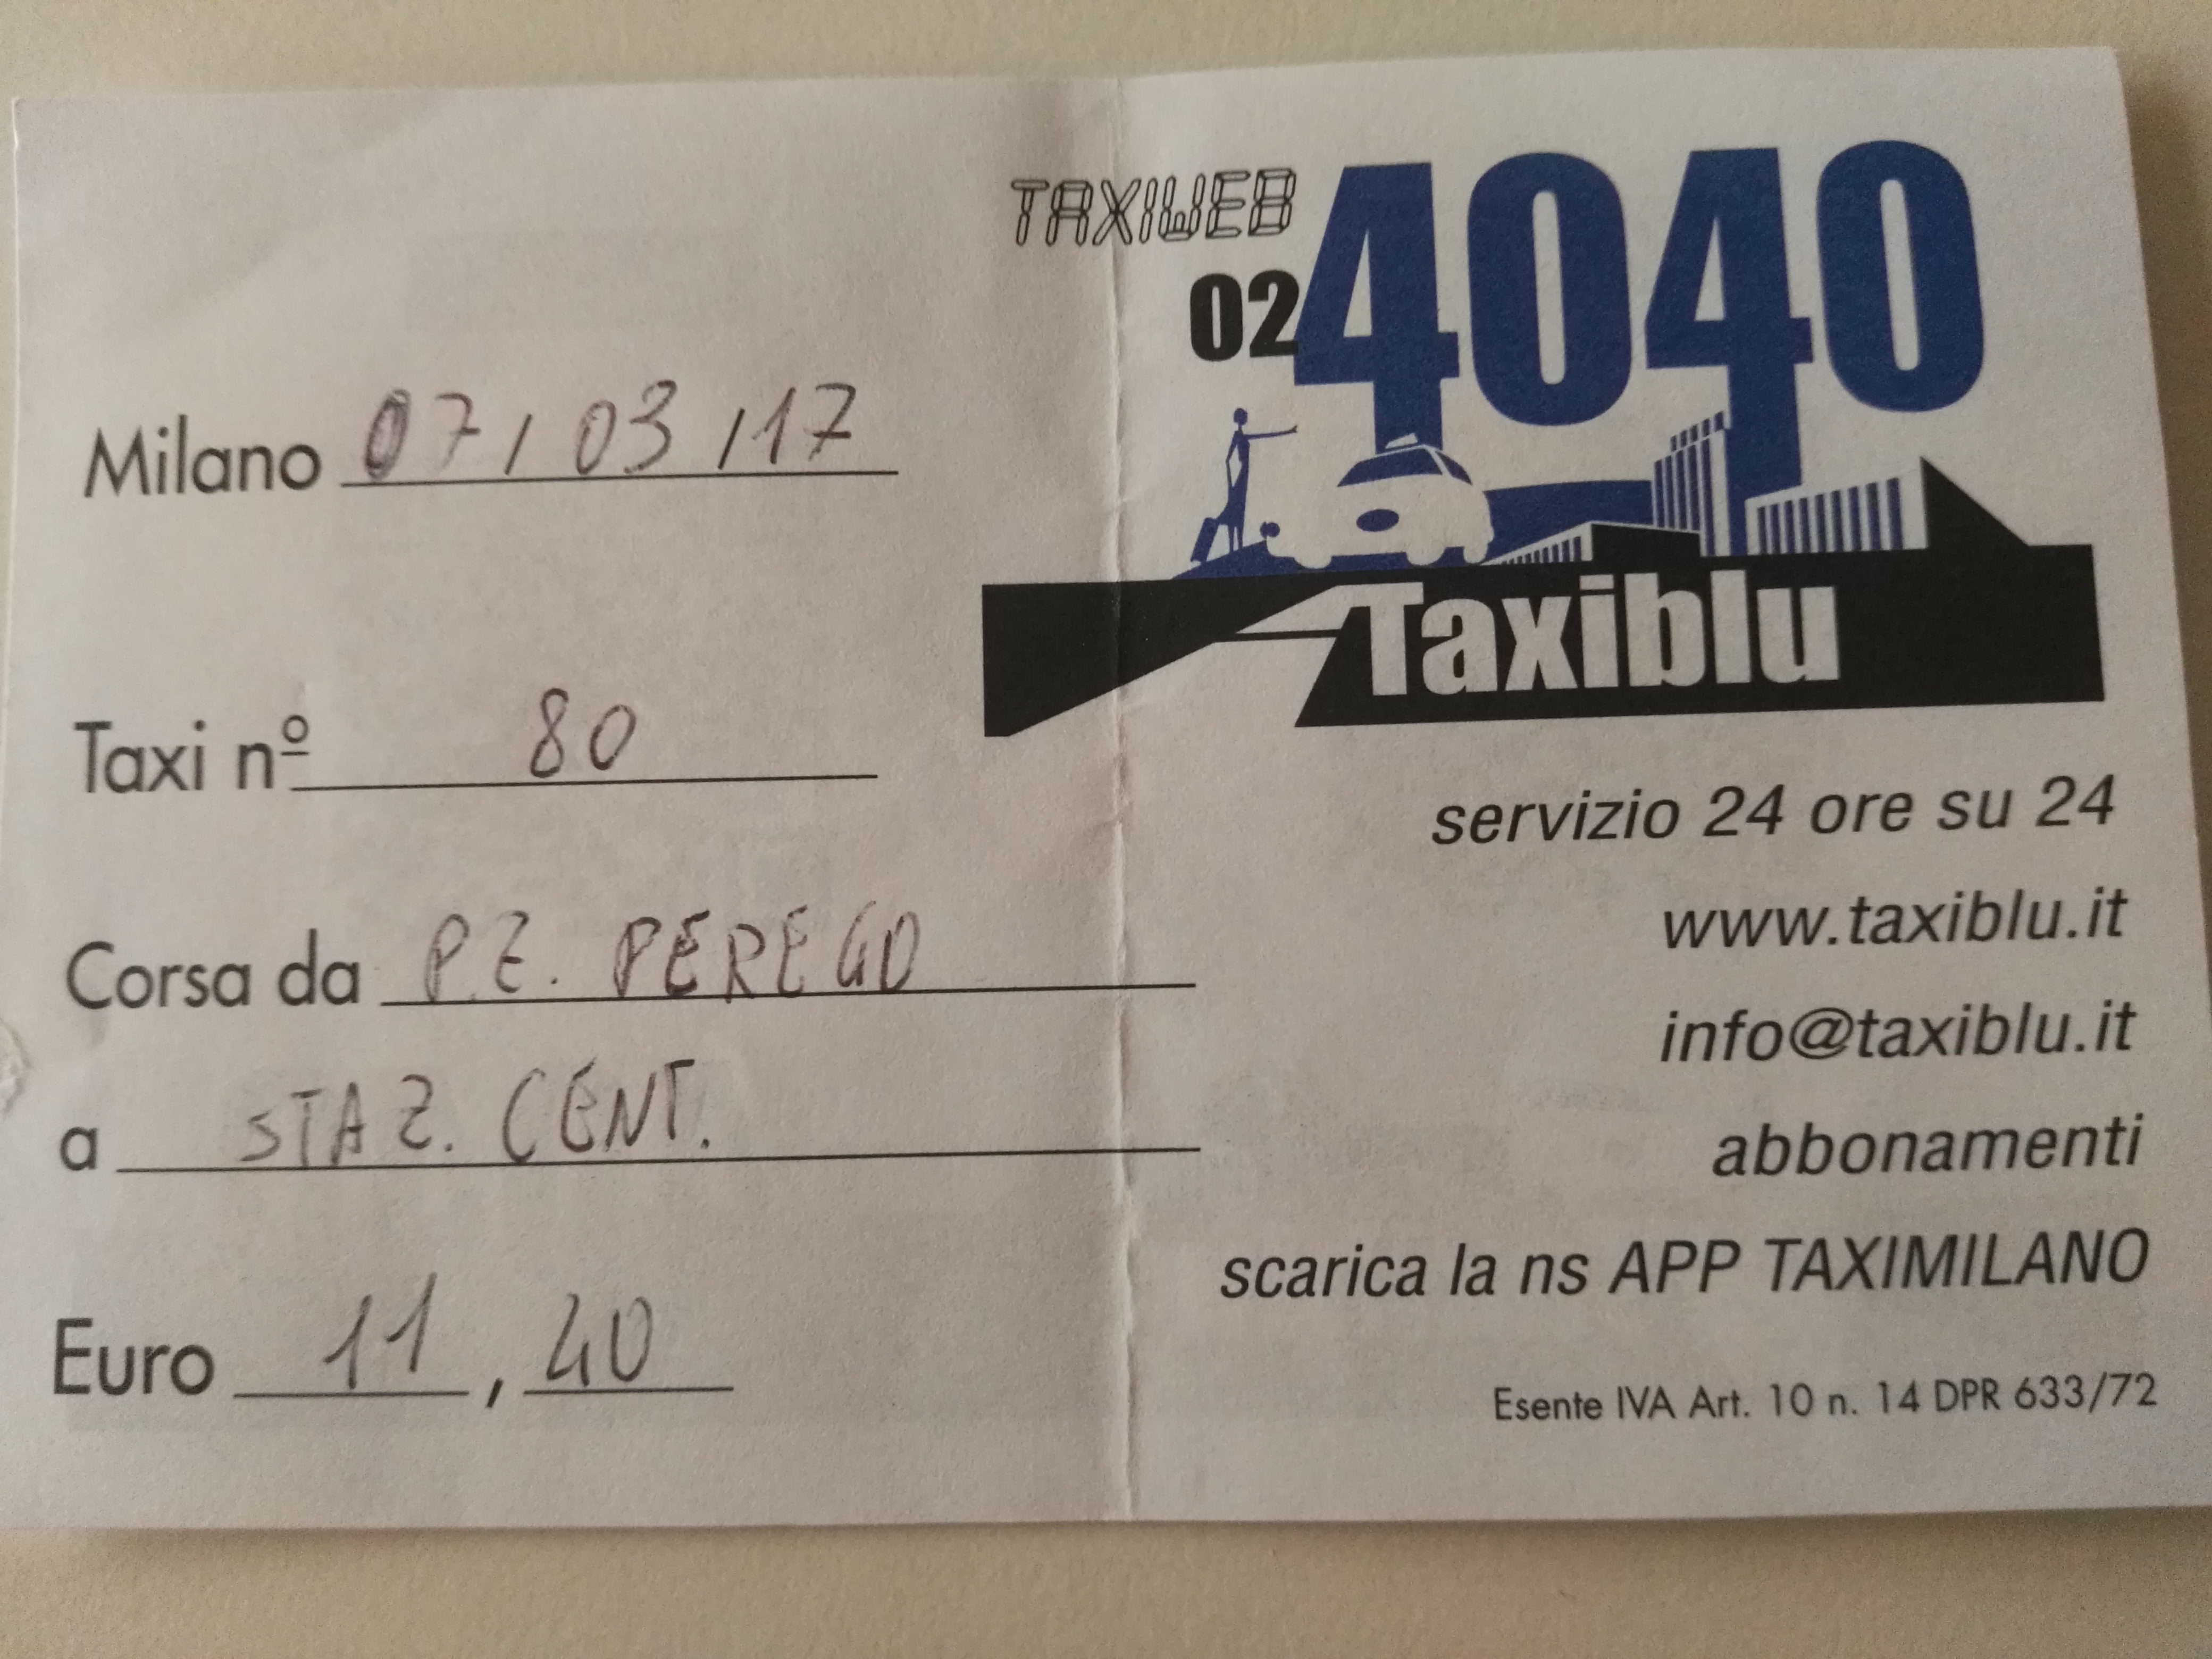 Milano 07/03/17
Taxi nº 80
Corsa da PZ. PEREGO
a STAZ. CENT.
Euro 11,40
TAXIWEB
02 4040
Taxiblu
servizio 24 ore su 24
www.taxiblu.it
info@taxiblu.it
abbonamenti
scarica la ns APP TAXIMILANO
Esente IVA Art. 10 n. 14 DPR 633/72